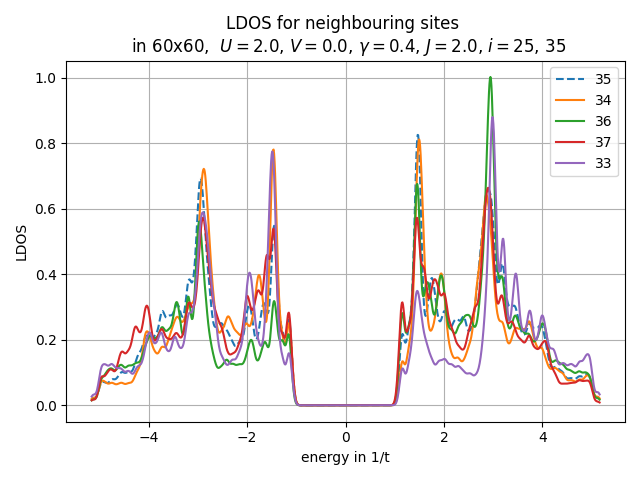 LDOS for neighbouring sites
in 60x60, U = 2.0, V = 0.0, γ = 0.4, J = 2.0, i = 25, 35
1.0
0.8
0.6
0.4
0.2
0.0
LDOS
35
34
36
37
33
−4 −2 0 2 4
energy in 1/t